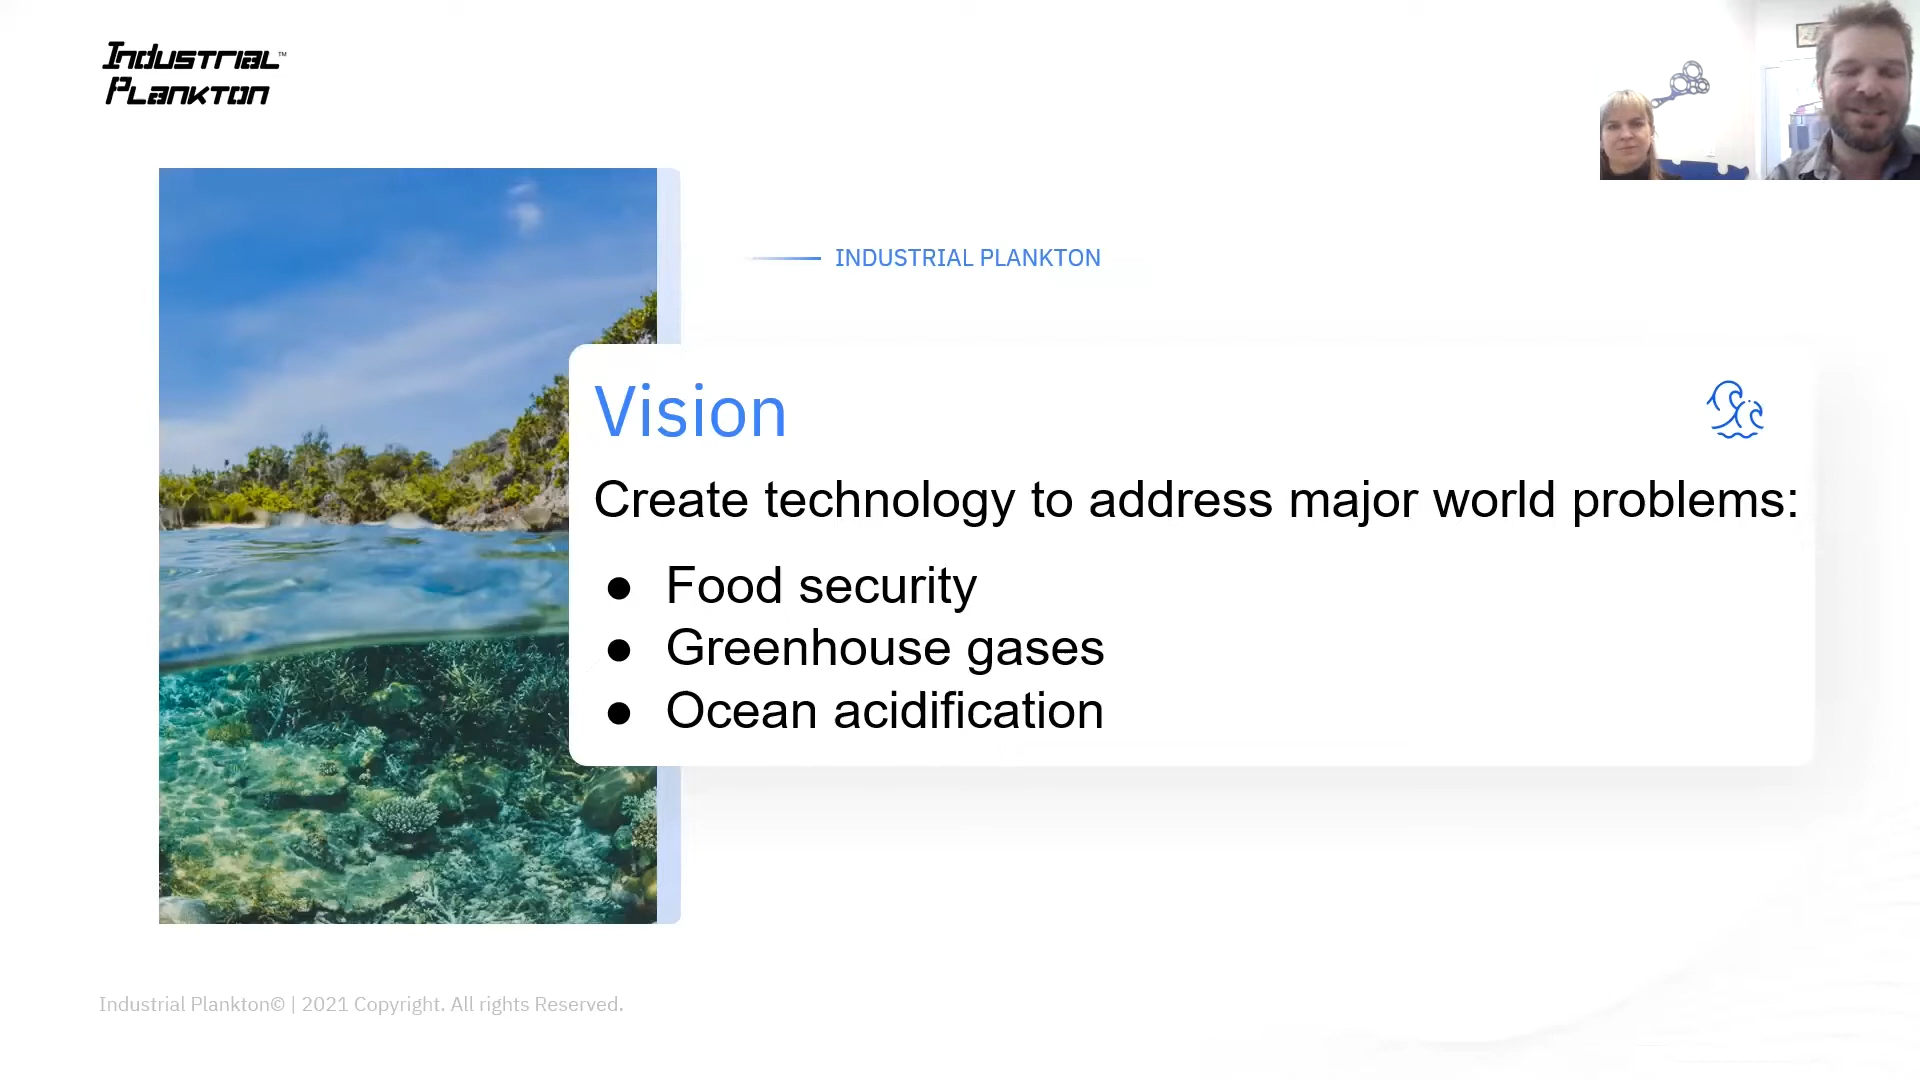 Industrial™
Plankton
INDUSTRIAL PLANKTON
Vision
Create technology to address major world problems:
● Food security
● Greenhouse gases
● Ocean acidification
Industrial Plankton© | 2021 Copyright. All rights Reserved.